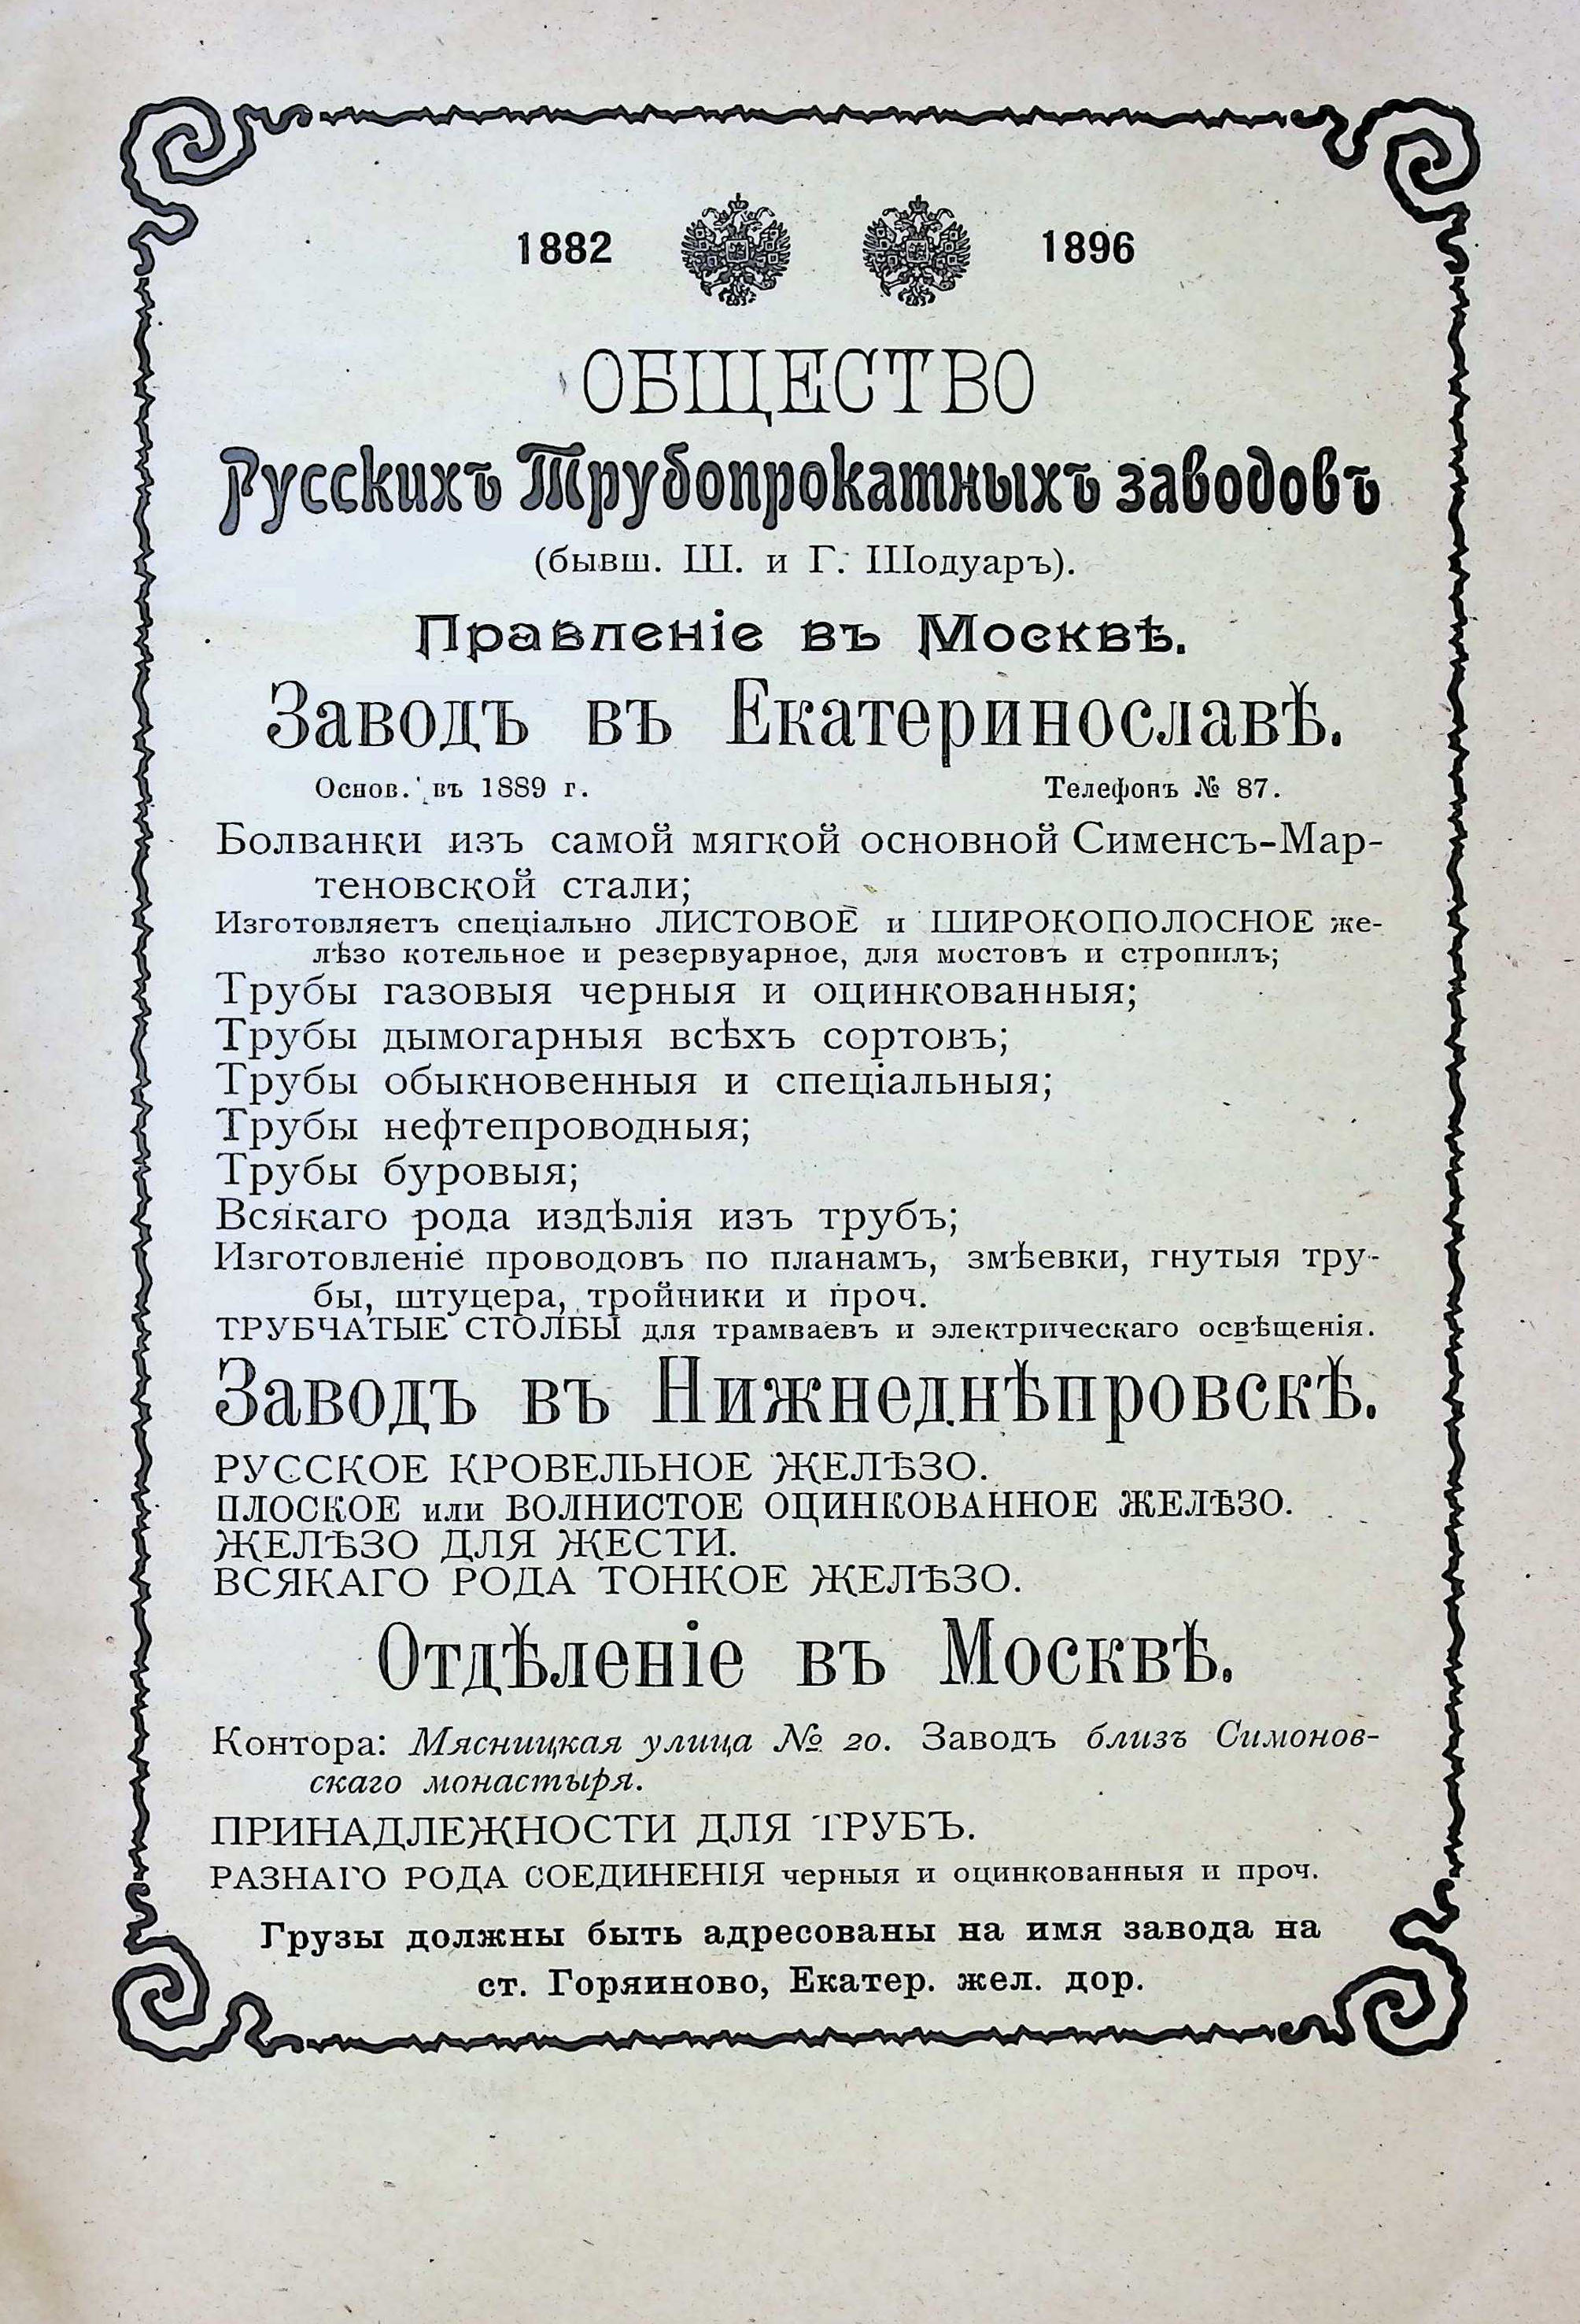 1882 1896
ОБЩЕСТВО
Русскихъ Трубопрокатныхъ заводовъ
(бывш. Ш. и Г. Шодуаръ).
Правленіе въ Москвѣ.
Заводъ въ Екатеринославѣ.
Основ. въ 1889 г. Телефонъ № 87.
Болванки изъ самой мягкой основной Сименсъ-Мар-
теновской стали;
Изготовляетъ спеціально ЛИСТОВОЕ и ШИРОКОПОЛОСНОЕ же-
лѣзо котельное и резервуарное, для мостовъ и стропилъ;
Трубы газовыя черныя и оцинкованныя;
Трубы дымогарныя всѣхъ сортовъ;
Трубы обыкновенныя и спеціальныя;
Трубы нефтепроводныя;
Трубы буровыя;
Всякаго рода издѣлія изъ трубъ;
Изготовленіе проводовъ по планамъ, змѣевки, гнутыя тру-
бы, штуцера, тройники и проч.
ТРУБЧАТЫЕ СТОЛБЫ для трамваевъ и электрическаго освѣщенія.
Заводъ въ Нижнеднѣпровскѣ.
РУССКОЕ КРОВЕЛЬНОЕ ЖЕЛѢЗО.
ПЛОСКОЕ или ВОЛНИСТОЕ ОЦИНКОВАННОЕ ЖЕЛѢЗО.
ЖЕЛѢЗО ДЛЯ ЖЕСТИ.
ВСЯКАГО РОДА ТОНКОЕ ЖЕЛѢЗО.
Отдѣленіе въ Москвѣ.
Контора: Мясницкая улица № 20. Заводъ близъ Симонов-
скаго монастыря.
ПРИНАДЛЕЖНОСТИ ДЛЯ ТРУБЪ.
РАЗНАГО РОДА СОЕДИНЕНІЯ черныя и оцинкованныя и проч.
Грузы должны быть адресованы на имя завода на
ст. Горяиново, Екатер. жел. дор.